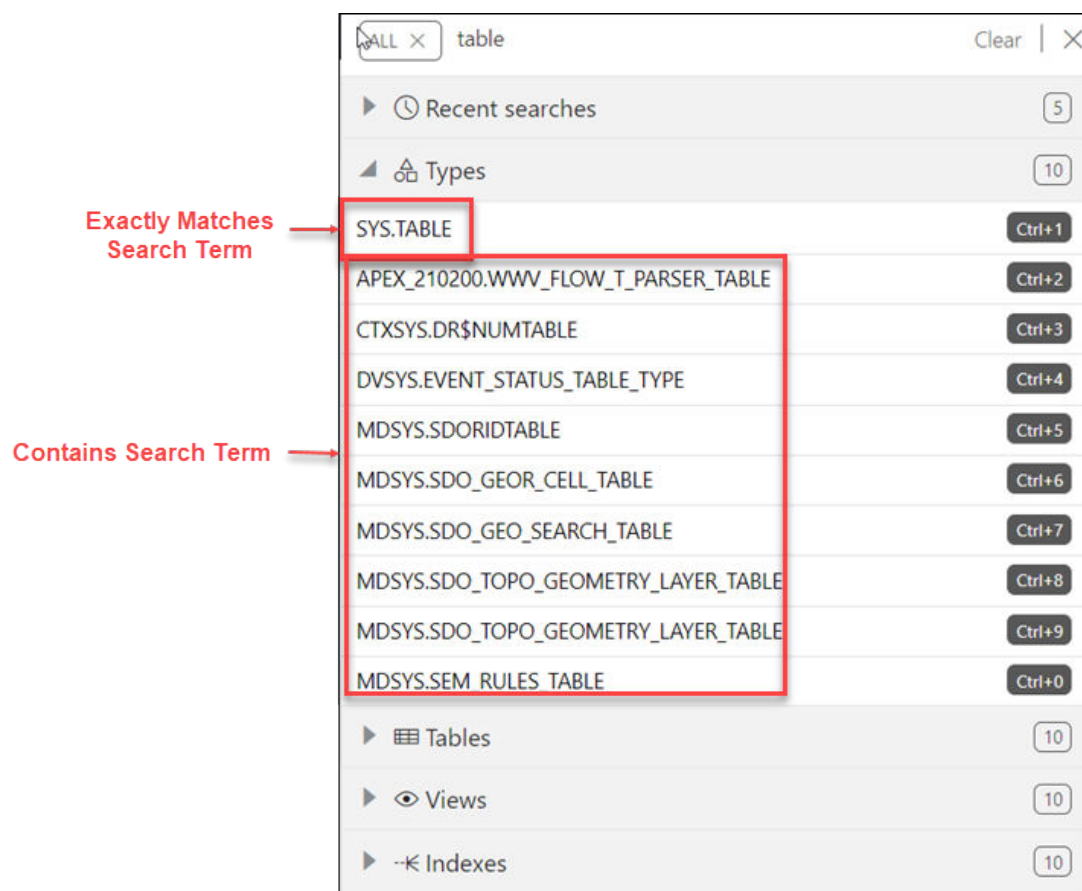 ALL × table Clear ×
Recent searches 5
Types 10
Exactly Matches
Search Term
SYS.TABLE Ctrl+1
APEX_210200.WWV_FLOW_T_PARSER_TABLE Ctrl+2
CTXSYS.DR$NUMTABLE Ctrl+3
DVSYS.EVENT_STATUS_TABLE_TYPE Ctrl+4
Contains Search Term
MDSYS.SDORIDTABLE Ctrl+5
MDSYS.SDO_GEOR_CELL_TABLE Ctrl+6
MDSYS.SDO_GEO_SEARCH_TABLE Ctrl+7
MDSYS.SDO_TOPO_GEOMETRY_LAYER_TABLE Ctrl+8
MDSYS.SDO_TOPO_GEOMETRY_LAYER_TABLE Ctrl+9
MDSYS.SEM_RULES_TABLE Ctrl+0
Tables 10
Views 10
Indexes 10